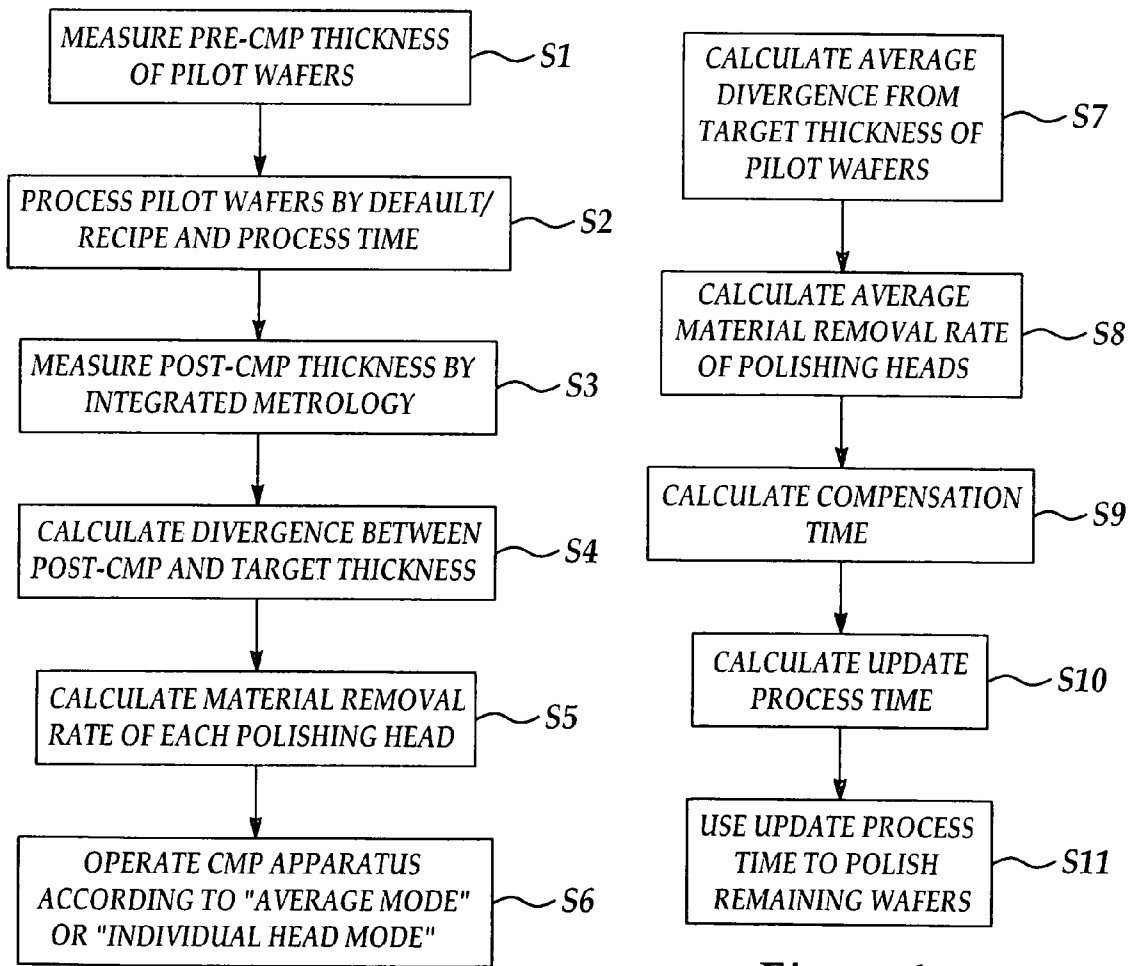 MEASURE PRE-CMP THICKNESS
OF PILOT WAFERS
S1
PROCESS PILOT WAFERS BY DEFAULT/
RECIPE AND PROCESS TIME
S2
MEASURE POST-CMP THICKNESS BY
INTEGRATED METROLOGY
S3
CALCULATE DIVERGENCE BETWEEN
POST-CMP AND TARGET THICKNESS
S4
CALCULATE MATERIAL REMOVAL
RATE OF EACH POLISHING HEAD
S5
OPERATE CMP APPARATUS
ACCORDING TO "AVERAGE MODE"
OR "INDIVIDUAL HEAD MODE"
S6
CALCULATE AVERAGE
DIVERGENCE FROM
TARGET THICKNESS OF
PILOT WAFERS
S7
CALCULATE AVERAGE
MATERIAL REMOVAL RATE
OF POLISHING HEADS
S8
CALCULATE COMPENSATION
TIME
S9
CALCULATE UPDATE
PROCESS TIME
S10
USE UPDATE PROCESS
TIME TO POLISH
REMAINING WAFERS
S11